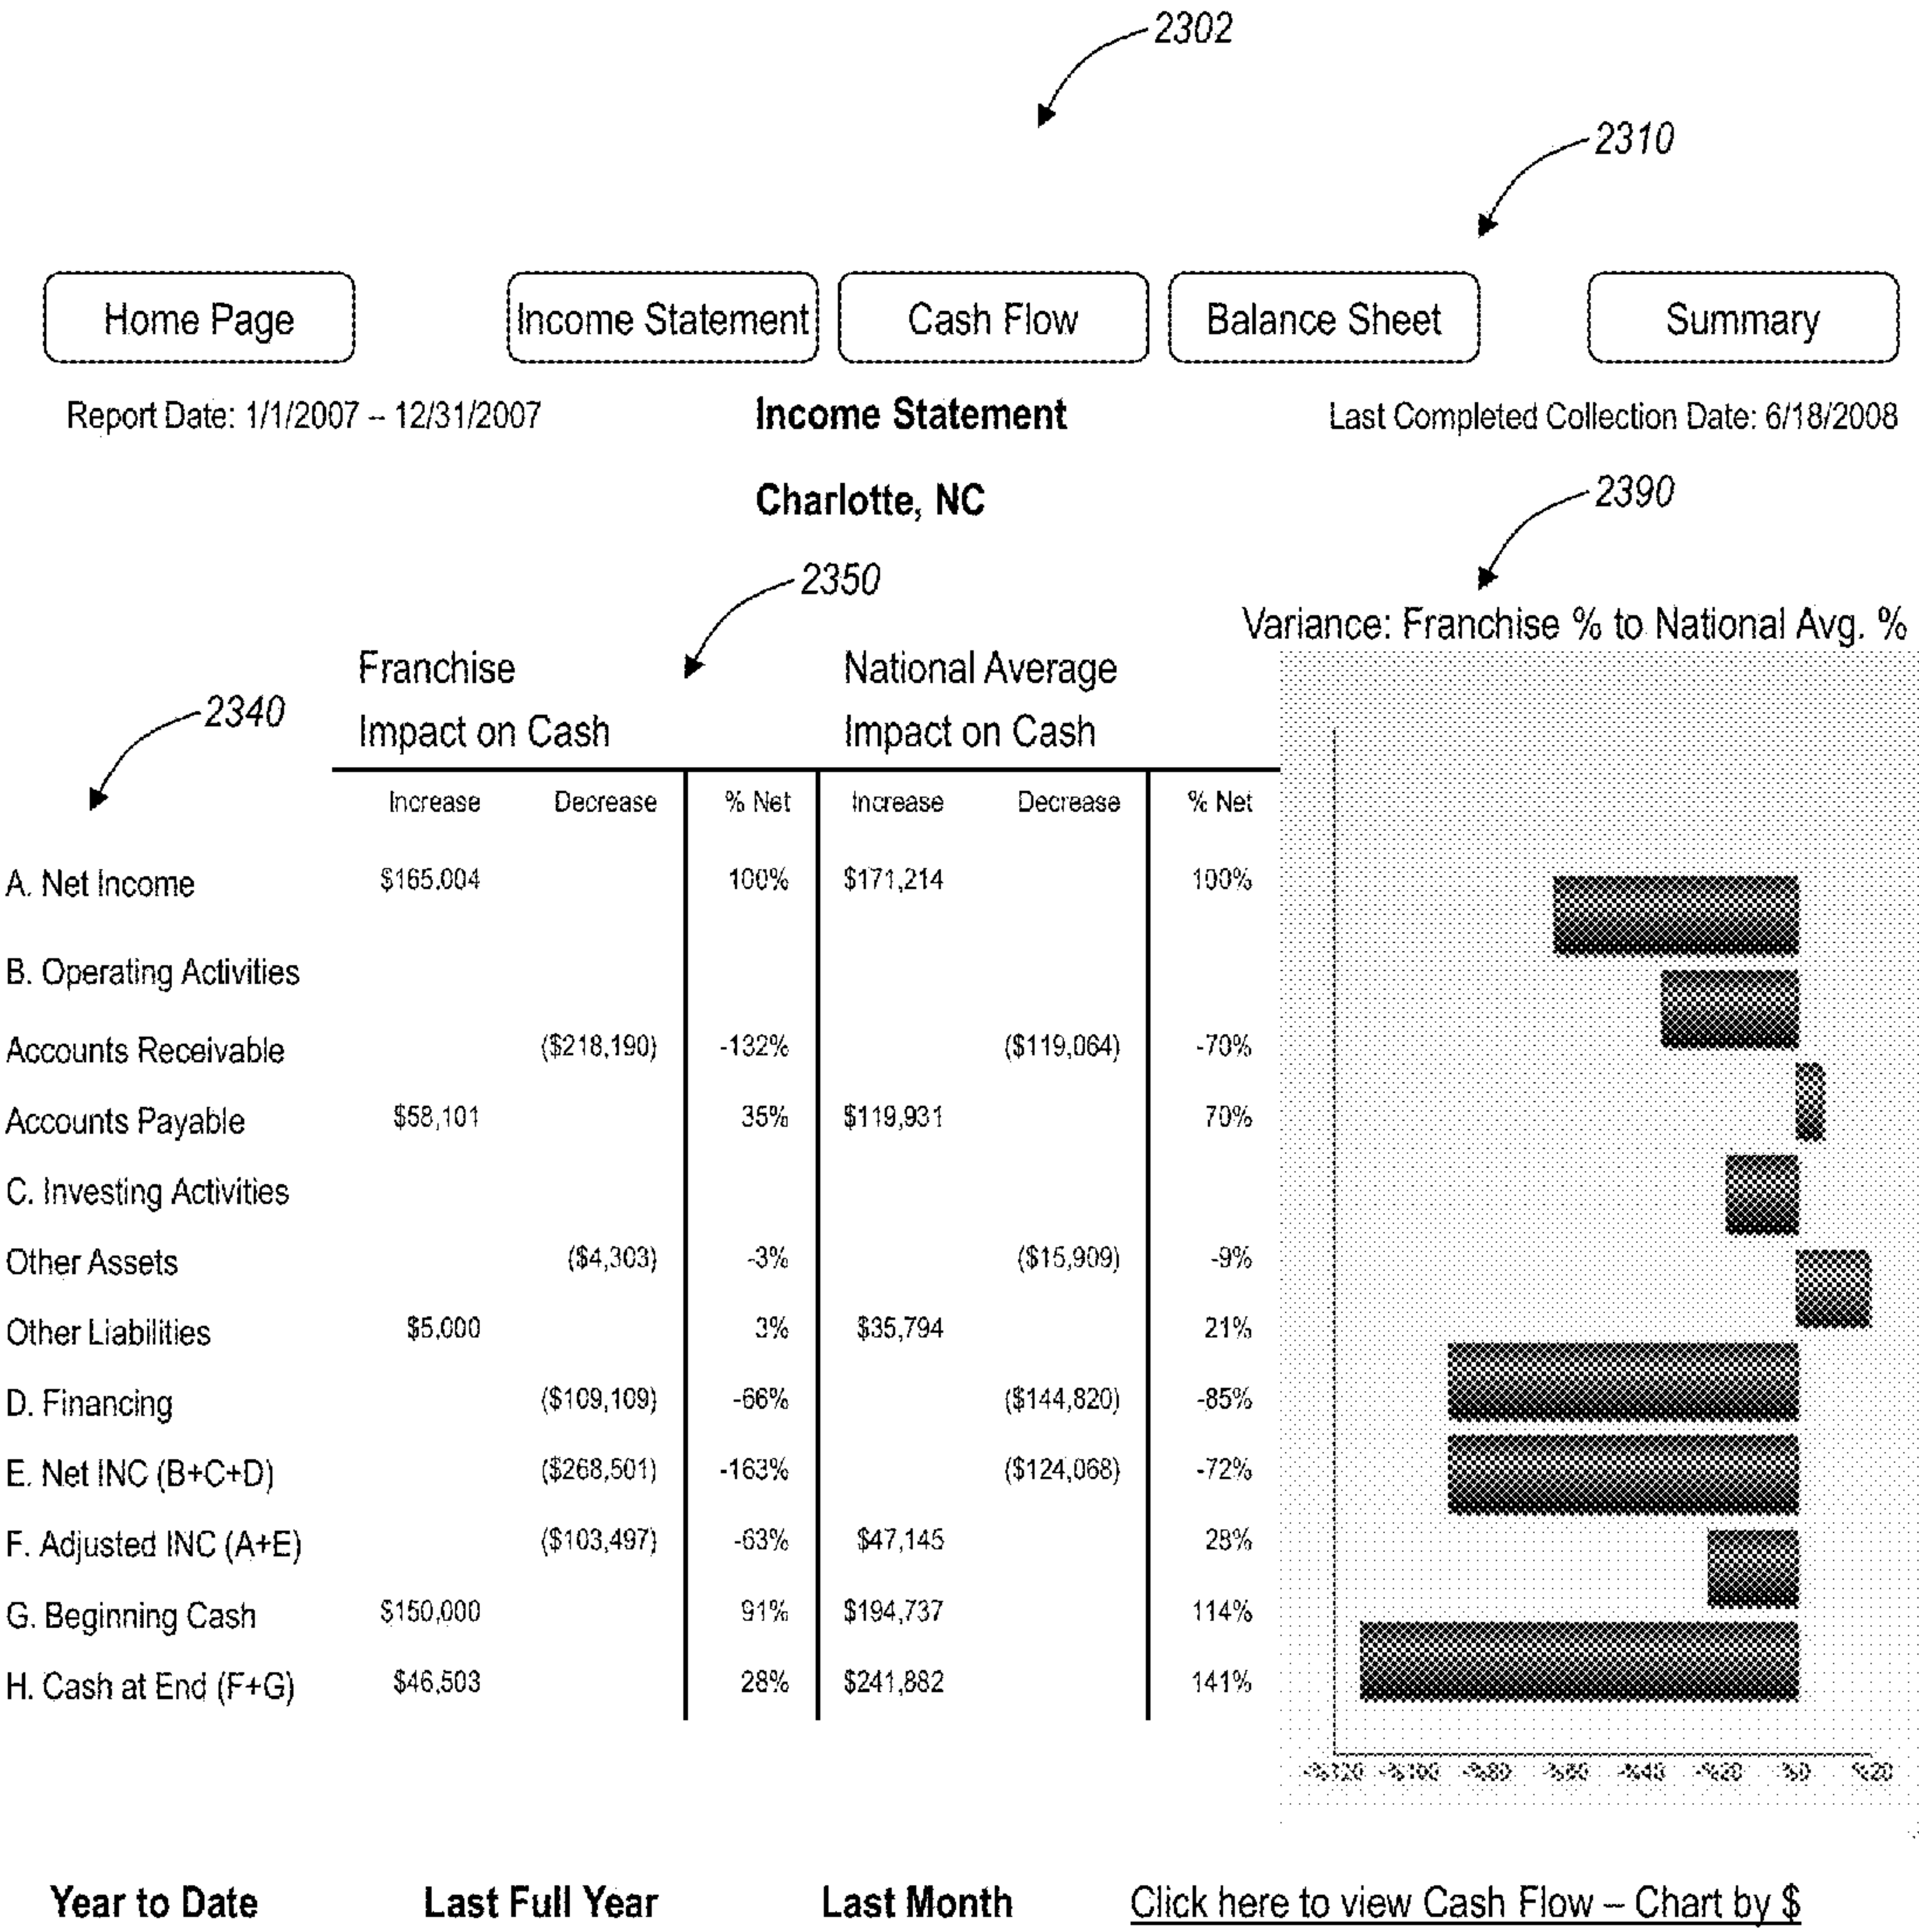 2302
2310
Home Page Income Statement Cash Flow Balance Sheet Summary
Report Date: 1/1/2007 – 12/31/2007 Income Statement Last Completed Collection Date: 6/18/2008
Charlotte, NC
2390
2350
Variance: Franchise % to National Avg. %
Franchise National Average
2340
Impact on Cash Impact on Cash
Increase Decrease % Net Increase Decrease % Net
A. Net Income $165.004 100% $171,214 100%
B. Operating Activities
Accounts Receivable ($218,190) -132% ($119,064) -70%
Accounts Payable $58,101 35% $119,931 70%
C. Investing Activities
Other Assets ($4,303) -3% ($15,909) -9%
Other Liabilities $5,000 3% $35,794 21%
D. Financing ($109,109) -66% ($144,820) -85%
E. Net INC (B+C+D) ($268,501) -163% ($124,068) -72%
F. Adjusted INC (A+E) ($103,497) -63% $47,145 28%
G. Beginning Cash $150,000 91% $194,737 114%
H. Cash at End (F+G) $46,503 28% $241,882 141%
-%120 -%100 -%80 -%60 -%40 -%20 %0 %20
Year to Date Last Full Year Last Month Click here to view Cash Flow – Chart by $